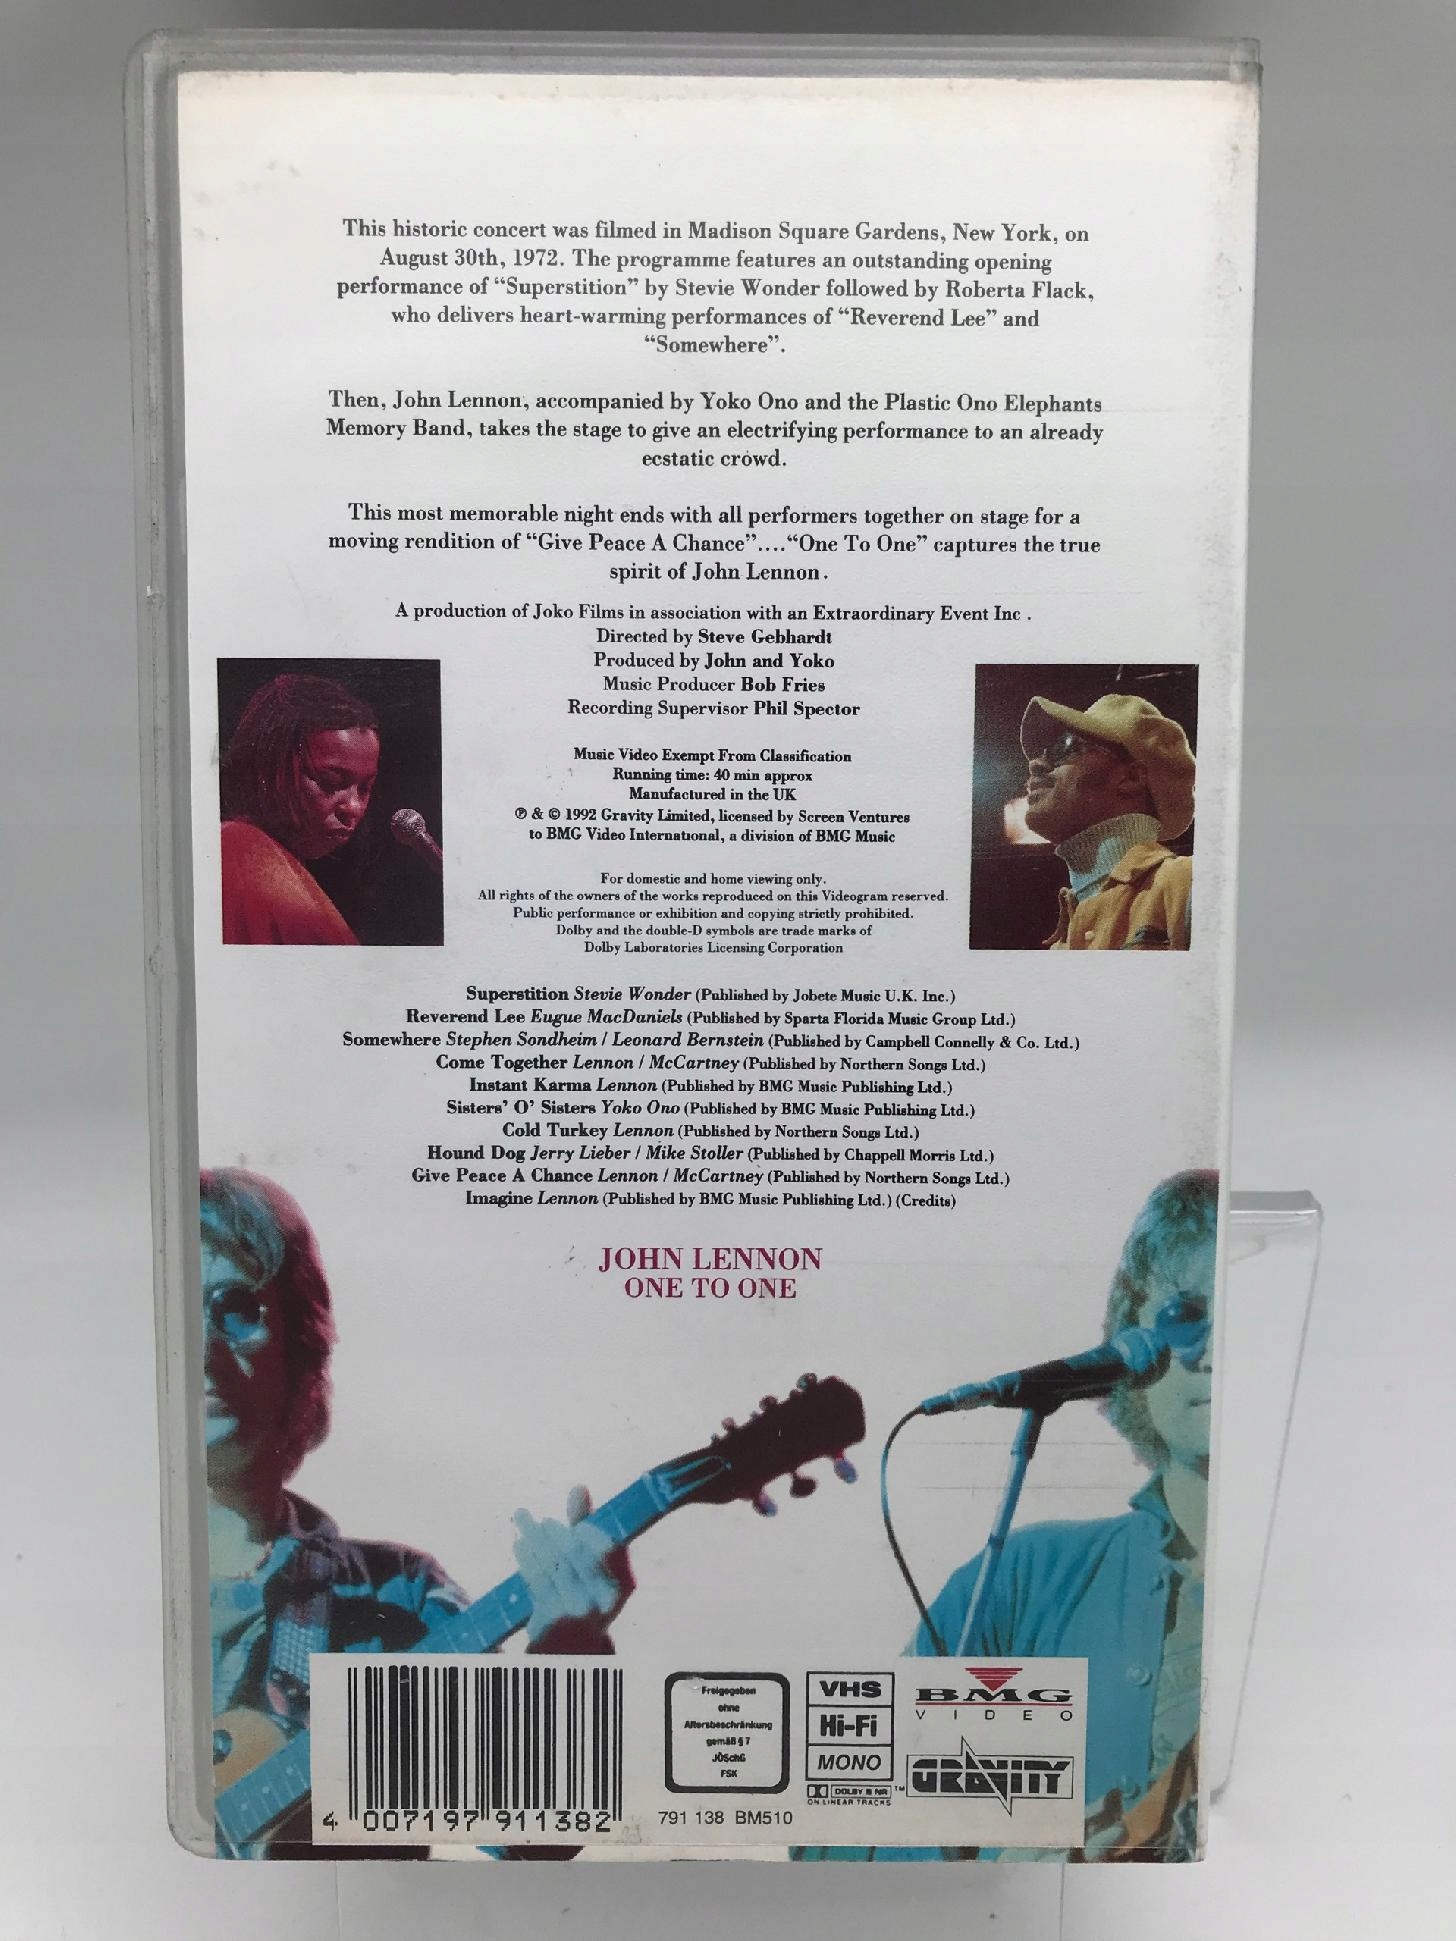 This historic concert was filmed in Madison Square Gardens, New York, on
August 30th, 1972. The programme features an outstanding opening
performance of “Superstition” by Stevie Wonder followed by Roberta Flack,
who delivers heart-warming performances of “Reverend Lee” and
“Somewhere”.
Then, John Lennon, accompanied by Yoko Ono and the Plastic Ono Elephants
Memory Band, takes the stage to give an electrifying performance to an already
ecstatic crowd.
This most memorable night ends with all performers together on stage for a
moving rendition of “Give Peace A Chance”....“One To One” captures the true
spirit of John Lennon.
A production of Joko Films in association with an Extraordinary Event Inc .
Directed by Steve Gebhardt
Produced by John and Yoko
Music Producer Bob Fries
Recording Supervisor Phil Spector
Music Video Exempt From Classification
Running time: 40 min approx
Manufactured in the UK
℗ & © 1992 Gravity Limited, licensed by Screen Ventures
to BMG Video International, a division of BMG Music
For domestic and home viewing only.
All rights of the owners of the works reproduced on this Videogram reserved.
Public performance or exhibition and copying strictly prohibited.
Dolby and the double-D symbols are trade marks of
Dolby Laboratories Licensing Corporation
Superstition Stevie Wonder (Published by Jobete Music U.K. Inc.)
Reverend Lee Eugue MacDaniels (Published by Sparta Florida Music Group Ltd.)
Somewhere Stephen Sondheim / Leonard Bernstein (Published by Campbell Connelly & Co. Ltd.)
Come Together Lennon / McCartney (Published by Northern Songs Ltd.)
Instant Karma Lennon (Published by BMG Music Publishing Ltd.)
Sisters' O' Sisters Yoko Ono (Published by BMG Music Publishing Ltd.)
Cold Turkey Lennon (Published by Northern Songs Ltd.)
Hound Dog Jerry Lieber / Mike Stoller (Published by Chappell Morris Ltd.)
Give Peace A Chance Lennon / McCartney (Published by Northern Songs Ltd.)
Imagine Lennon (Published by BMG Music Publishing Ltd.) (Credits)
JOHN LENNON
ONE TO ONE
4 007197 911382
Freigegeben
ohne
Altersbeschränkung
gemäß § 7
JÖSchG
FSK
791 138 BM510
VHS
Hi-Fi
MONO
DOLBY B NR ™
ON LINEAR TRACKS
BMG
VIDEO
GRAVITY